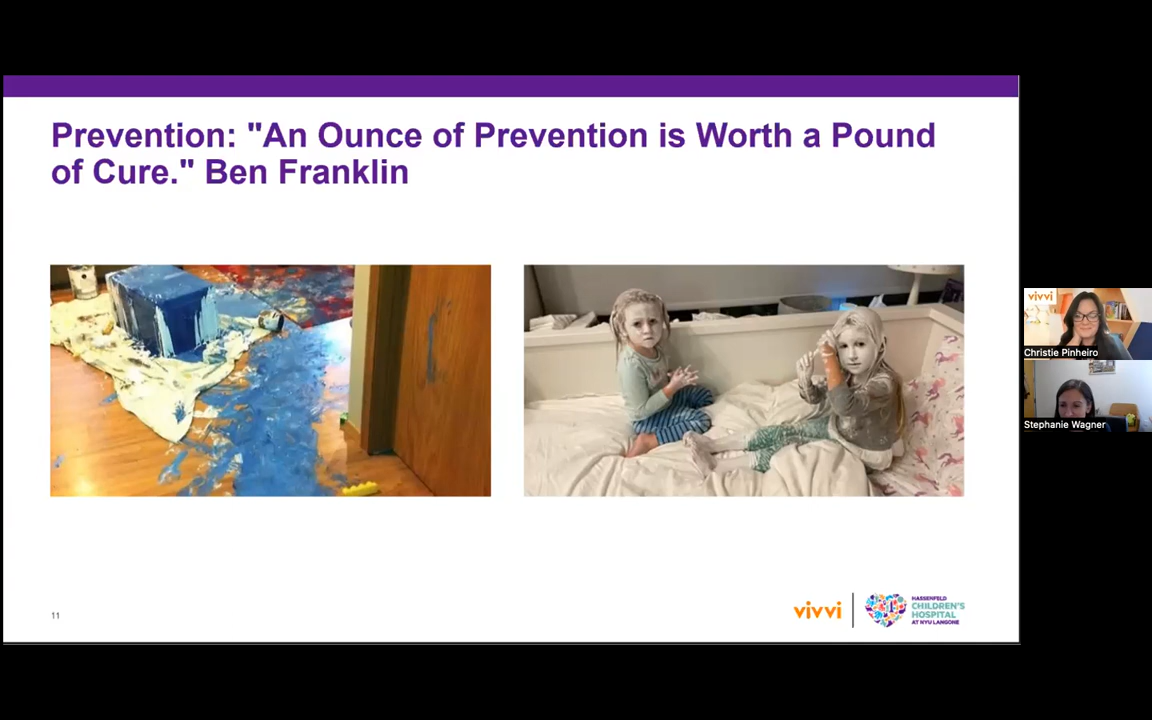 Prevention: "An Ounce of Prevention is Worth a Pound
of Cure." Ben Franklin
vivvi
Christie Pinheiro
Stephanie Wagner
11
vivvi
HASSENFELD
CHILDREN'S
HOSPITAL
AT NYU LANGONE